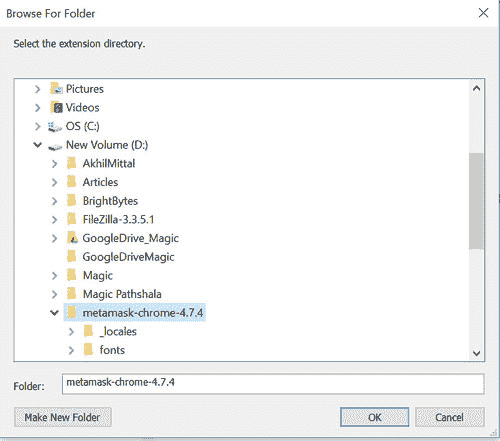 Browse For Folder
Select the extension directory.
Pictures
Videos
OS (C:)
New Volume (D:)
AkhilMittal
Articles
BrightBytes
FileZilla-3.3.5.1
GoogleDrive_Magic
GoogleDriveMagic
Magic
Magic Pathshala
metamask-chrome-4.7.4
_locales
fonts
Folder: metamask-chrome-4.7.4
Make New Folder OK Cancel